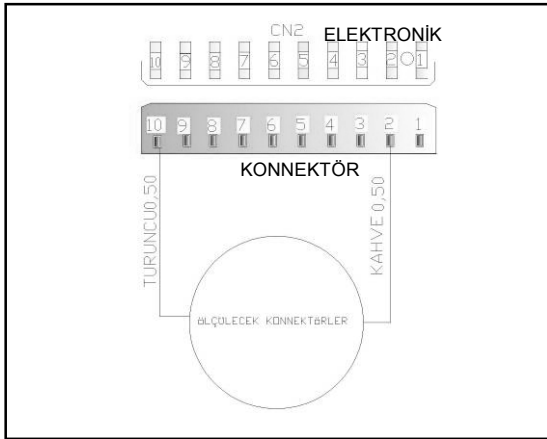 CN2 ELEKTRONİK
10 9 8 7 6 5 4 3 2 1
10 9 8 7 6 5 4 3 2 1
KONNEKTÖR
TURUNCU0,50
KAHVE 0,50
ÖLÇÜLECEK KONNEKTÖRLER